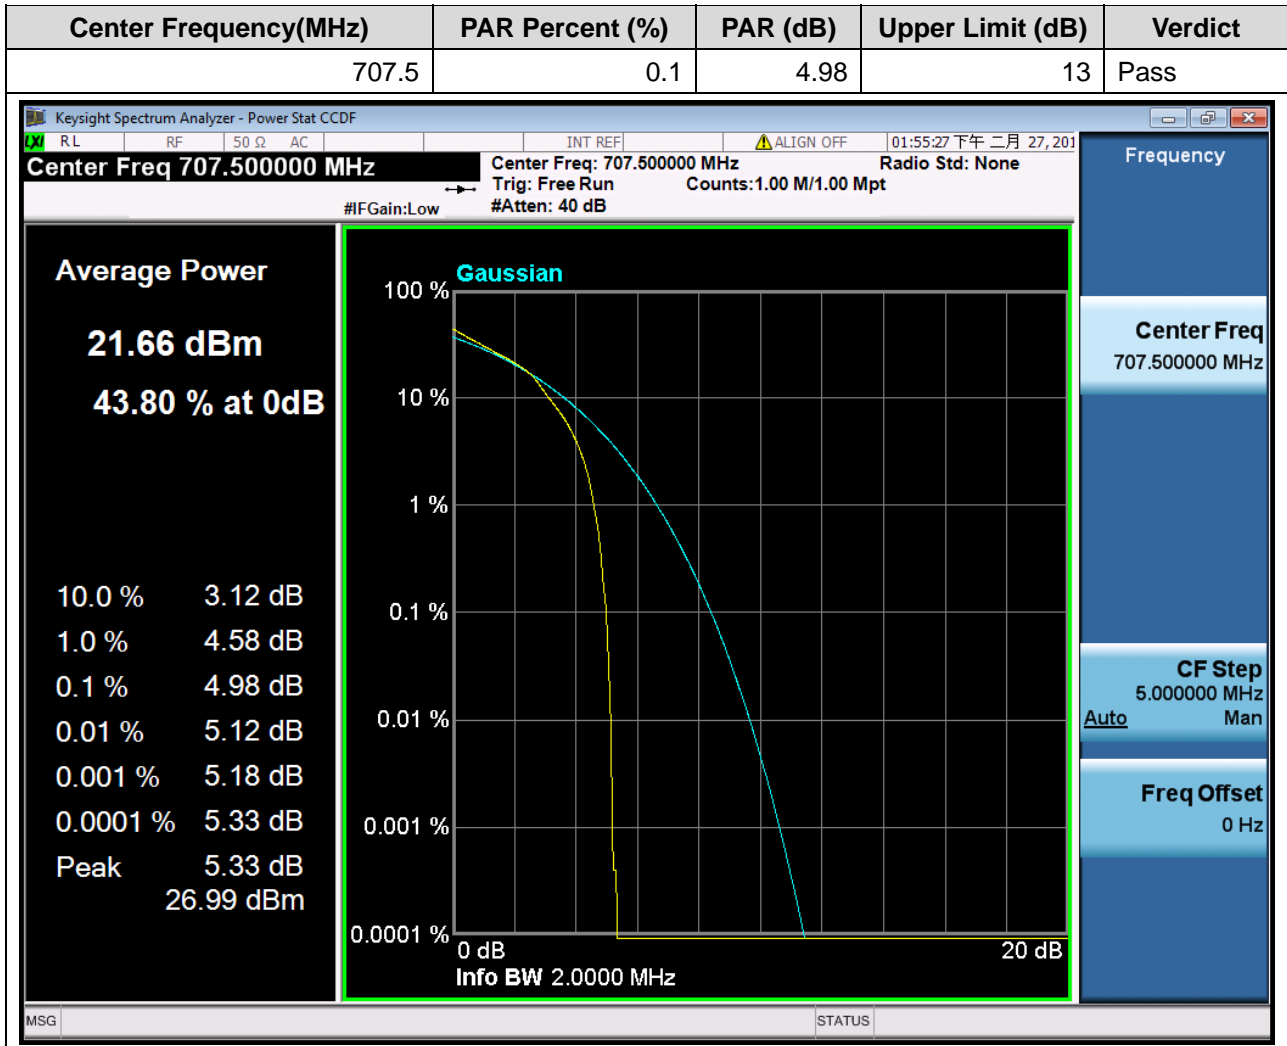 Center Frequency(MHz) PAR Percent (%) PAR (dB) Upper Limit (dB) Verdict
707.5 0.1 4.98 13 Pass
Keysight Spectrum Analyzer - Power Stat CCDF
LXI RL RF 50 Ω AC INT REF ALIGN OFF 01:55:27 下午 二月 27, 201
Center Freq 707.500000 MHz
Center Freq: 707.500000 MHz Radio Std: None
Trig: Free Run Counts:1.00 M/1.00 Mpt
#IFGain:Low #Atten: 40 dB
Average Power
21.66 dBm
43.80 % at 0dB
10.0 % 3.12 dB
1.0 % 4.58 dB
0.1 % 4.98 dB
0.01 % 5.12 dB
0.001 % 5.18 dB
0.0001 % 5.33 dB
Peak 5.33 dB
26.99 dBm
Gaussian
100 %
10 %
1 %
0.1 %
0.01 %
0.001 %
0.0001 %
0 dB 20 dB
Info BW 2.0000 MHz
Frequency
Center Freq
707.500000 MHz
CF Step
5.000000 MHz
Auto Man
Freq Offset
0 Hz
MSG STATUS